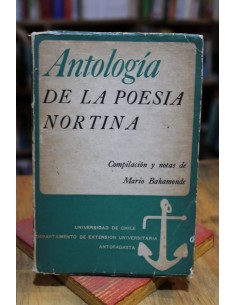 Antología
DE LA POESIA
NORTINA
Compilación y notas de
Mario Bahamonde
UNIVERSIDAD DE CHILE
DEPARTAMENTO DE EXTENSION UNIVERSITARIA
ANTOFAGASTA